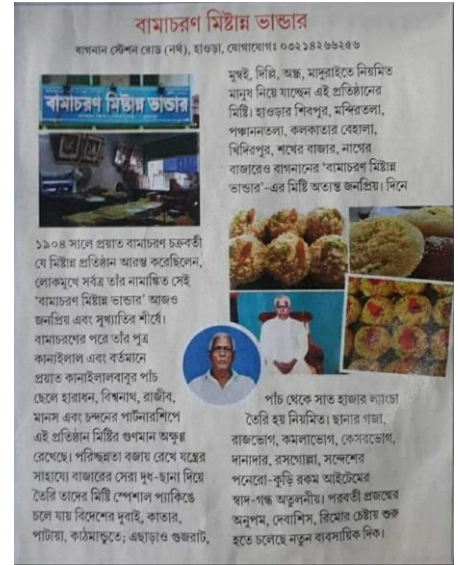 বামাচরণ মিষ্টান্ন ভান্ডার
বাগনান স্টেশন রোড (নর্থ), হাওড়া, যোগাযোগঃ ০৩২১৪২৬৬২৫৬
বামাচরণ মিষ্টান্ন ভান্ডার
১৯০৪ সালে প্রয়াত বামাচরণ চক্রবর্তী
যে মিষ্টান্ন প্রতিষ্ঠান আরম্ভ করেছিলেন,
লোকমুখে সর্বত্র তাঁর নামাঙ্কিত সেই
'বামাচরণ মিষ্টান্ন ভান্ডার' আজও
জনপ্রিয় এবং সুখ্যাতির শীর্ষে।
বামাচরণের পরে তাঁর পুত্র
কানাইলাল এবং বর্তমানে
প্রয়াত কানাইলালবাবুর পাঁচ
ছেলে হারাধন, বিশ্বনাথ, রাজীব,
মানস এবং চন্দনের পার্টনারশিপে
এই প্রতিষ্ঠান মিষ্টির গুণমান অক্ষুণ্ণ
রেখেছে। পরিচ্ছন্নতা বজায় রেখে যন্ত্রের
সাহায্যে বাজারের সেরা দুধ-ছানা দিয়ে
তৈরি তাদের মিষ্টি স্পেশাল প্যাকিঙে
চলে যায় বিদেশের দুবাই, কাতার,
পাটায়া, কাঠমান্ডুতে; এছাড়াও গুজরাট,
মুম্বই, দিল্লি, অন্ধ্র, মাদুরাইতে নিয়মিত
মানুষ নিয়ে যাচ্ছেন এই প্রতিষ্ঠানের
মিষ্টি। হাওড়ার শিবপুর, মন্দিরতলা,
পঞ্চাননতলা, কলকাতার বেহালা,
খিদিরপুর, শখের বাজার, নাগের
বাজারেও বাগনানের 'বামাচরণ মিষ্টান্ন
ভান্ডার'-এর মিষ্টি অত্যন্ত জনপ্রিয়। দিনে
পাঁচ থেকে সাত হাজার ল্যাংচা
তৈরি হয় নিয়মিত। ছানার গজা,
রাজভোগ, কমলাভোগ, কেসরভোগ,
দানাদার, রসগোল্লা, সন্দেশের
পনেরো-কুড়ি রকম আইটেমের
স্বাদ-গন্ধ অতুলনীয়। পরবর্তী প্রজন্মের
অনুপম, দেবাশিস, রিমোর চেষ্টায় শুরু
হতে চলেছে নতুন ব্যবসায়িক দিক।